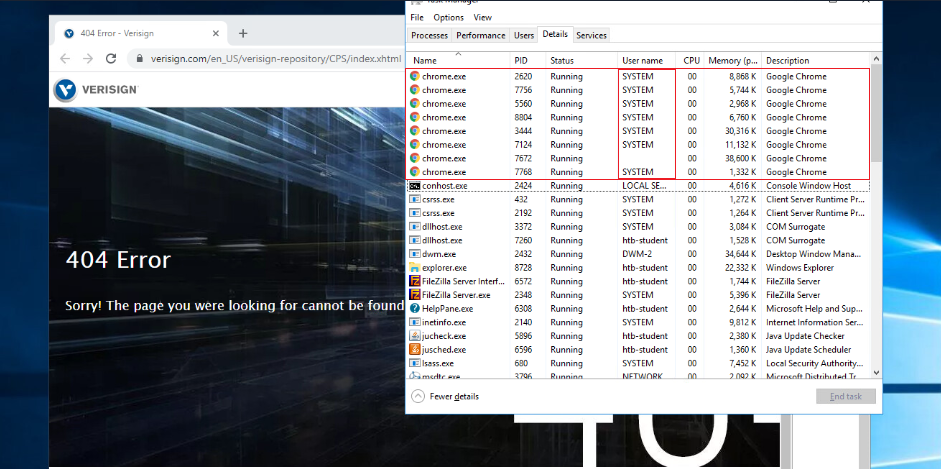 404 Error - Verisign
verisign.com/en_US/verisign-repository/CPS/index.xhtml
VERISIGN
404 Error
Sorry! The page you were looking for cannot be found
Task Manager
File Options View
Processes Performance Users Details Services
Name PID Status User name CPU Memory (p... Description
chrome.exe 2620 Running SYSTEM 00 8,868 K Google Chrome
chrome.exe 7756 Running SYSTEM 00 5,744 K Google Chrome
chrome.exe 5560 Running SYSTEM 00 2,968 K Google Chrome
chrome.exe 8804 Running SYSTEM 00 6,760 K Google Chrome
chrome.exe 3444 Running SYSTEM 00 30,316 K Google Chrome
chrome.exe 7124 Running SYSTEM 00 11,132 K Google Chrome
chrome.exe 7672 Running 00 38,600 K Google Chrome
chrome.exe 7768 Running SYSTEM 00 1,332 K Google Chrome
conhost.exe 2424 Running LOCAL SE... 00 4,616 K Console Window Host
csrss.exe 432 Running SYSTEM 00 1,272 K Client Server Runtime Pr...
csrss.exe 2192 Running SYSTEM 00 1,264 K Client Server Runtime Pr...
dllhost.exe 3372 Running SYSTEM 00 3,084 K COM Surrogate
dllhost.exe 7260 Running htb-student 00 1,528 K COM Surrogate
dwm.exe 2432 Running DWM-2 00 34,644 K Desktop Window Mana...
explorer.exe 8728 Running htb-student 00 22,332 K Windows Explorer
FileZilla Server Interf... 6572 Running htb-student 00 1,744 K FileZilla Server
FileZilla Server.exe 2348 Running SYSTEM 00 5,396 K FileZilla Server
HelpPane.exe 6308 Running htb-student 00 2,644 K Microsoft Help and Sup...
inetinfo.exe 2140 Running SYSTEM 00 9,812 K Internet Information Ser...
jucheck.exe 5896 Running htb-student 00 2,380 K Java Update Checker
jusched.exe 6596 Running htb-student 00 1,360 K Java Update Scheduler
lsass.exe 680 Running SYSTEM 00 7,452 K Local Security Authority...
msdtc.exe 3796 Running NETWORK 00 2,092 K Microsoft Distributed Tr...
Fewer details
End task